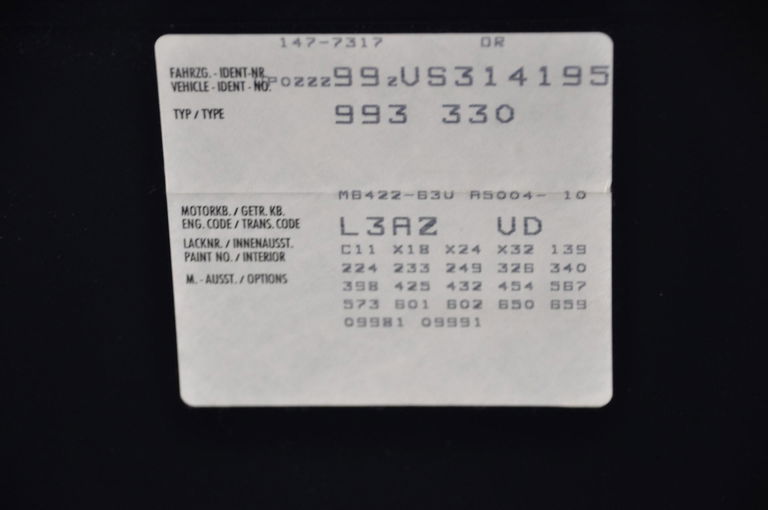 147-7317 OR
FAHRZG. - IDENT-NR.
VEHICLE - IDENT - NO. WPOZZZ99ZVS314195
TYP / TYPE 993 330
M6422-63V A5004- 10
MOTORKB. / GETR. KB.
ENG. CODE / TRANS. CODE L3AZ VD
LACKNR. / INNENAUSST. C11 X18 X24 X32 139
PAINT NO. / INTERIOR 224 233 249 326 340
M. - AUSST. / OPTIONS 398 425 432 454 567
573 601 602 650 659
09981 09991